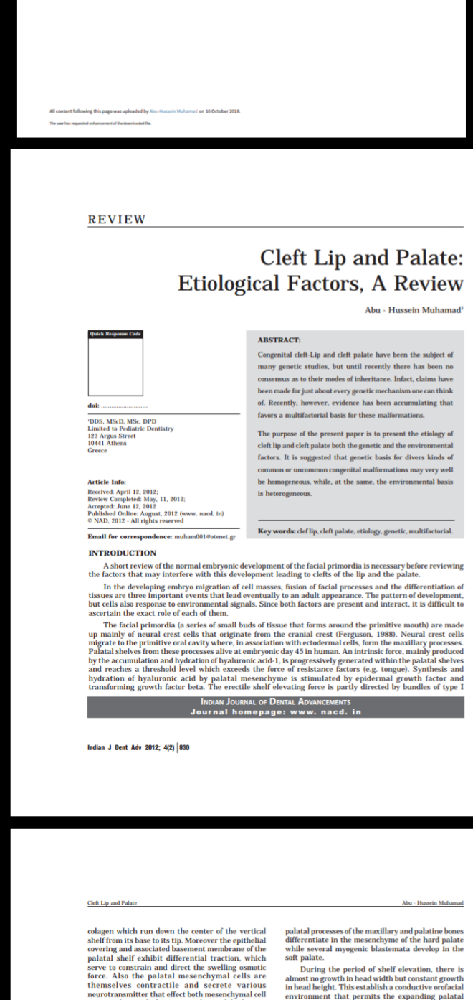 All content following this page was uploaded by Abu-Hussein Muhamad on 10 October 2018.
The user has requested enhancement of the downloaded file.
REVIEW
Cleft Lip and Palate:
Etiological Factors, A Review
Abu - Hussein Muhamad¹
Quick Response Code
doi: ...........................
¹DDS, MScD, MSc, DPD
Limited to Pediatric Dentistry
123 Argus Street
10441 Athens
Greece
Article Info:
Received: April 12, 2012;
Review Completed: May, 11, 2012;
Accepted: June 12, 2012
Published Online: August, 2012 (www. nacd. in)
© NAD, 2012 - All rights reserved
Email for correspondence: muham001@otenet.gr
ABSTRACT:
Congenital cleft-Lip and cleft palate have been the subject of
many genetic studies, but until recently there has been no
consensus as to their modes of inheritance. Infact, claims have
been made for just about every genetic mechanism one can think
of. Recently, however, evidence has been accumulating that
favors a multifactorial basis for these malformations.
The purpose of the present paper is to present the etiology of
cleft lip and cleft palate both the genetic and the environmental
factors. It is suggested that genetic basis for divers kinds of
common or uncommon congenital malformations may very well
be homogeneous, while, at the same, the environmental basis
is heterogeneous.
Key words: clef lip, cleft palate, etiology, genetic, multifactorial.
INTRODUCTION
A short review of the normal embryonic development of the facial primordia is necessary before reviewing
the factors that may interfere with this development leading to clefts of the lip and the palate.
In the developing embryo migration of cell masses, fusion of facial processes and the differentiation of
tissues are three important events that lead eventually to an adult appearance. The pattern of development,
but cells also response to environmental signals. Since both factors are present and interact, it is difficult to
ascertain the exact role of each of them.
The facial primordia (a series of small buds of tissue that forms around the primitive mouth) are made
up mainly of neural crest cells that originate from the cranial crest (Ferguson, 1988). Neural crest cells
migrate to the primitive oral cavity where, in association with ectodermal cells, form the maxillary processes.
Palatal shelves from these processes alive at embryonic day 45 in human. An intrinsic force, mainly produced
by the accumulation and hydration of hyaluronic acid-1, is progressively generated within the palatal shelves
and reaches a threshold level which exceeds the force of resistance factors (e.g. tongue). Synthesis and
hydration of hyaluronic acid by palatal mesenchyme is stimulated by epidermal growth factor and
transforming growth factor beta. The erectile shelf elevating force is partly directed by bundles of type I
INDIAN JOURNAL OF DENTAL ADVANCEMENTS
Journal homepage: www. nacd. in
Indian J Dent Adv 2012; 4(2) | 830
Cleft Lip and Palate
Abu - Hussein Muhamad
colagen which run down the center of the vertical
shelf from its base to its tip. Moreover the epithelial
covering and associated basement membrane of the
palatal shelf exhibit differential traction, which
serve to constrain and direct the swelling osmotic
force. Also the palatal mesenchymal cells are
themselves contractile and secrete various
neurotransmitter that effect both mesenchymal cell
palatal processes of the maxillary and palatine bones
differentiate in the mesenchyme of the hard palate
while several myogenic blastemata develop in the
soft palate.
During the period of shelf elevation, there is
almost no growth in head width but constant growth
in head height. This establish a conductive orofacial
environment that permits the expanding palatal